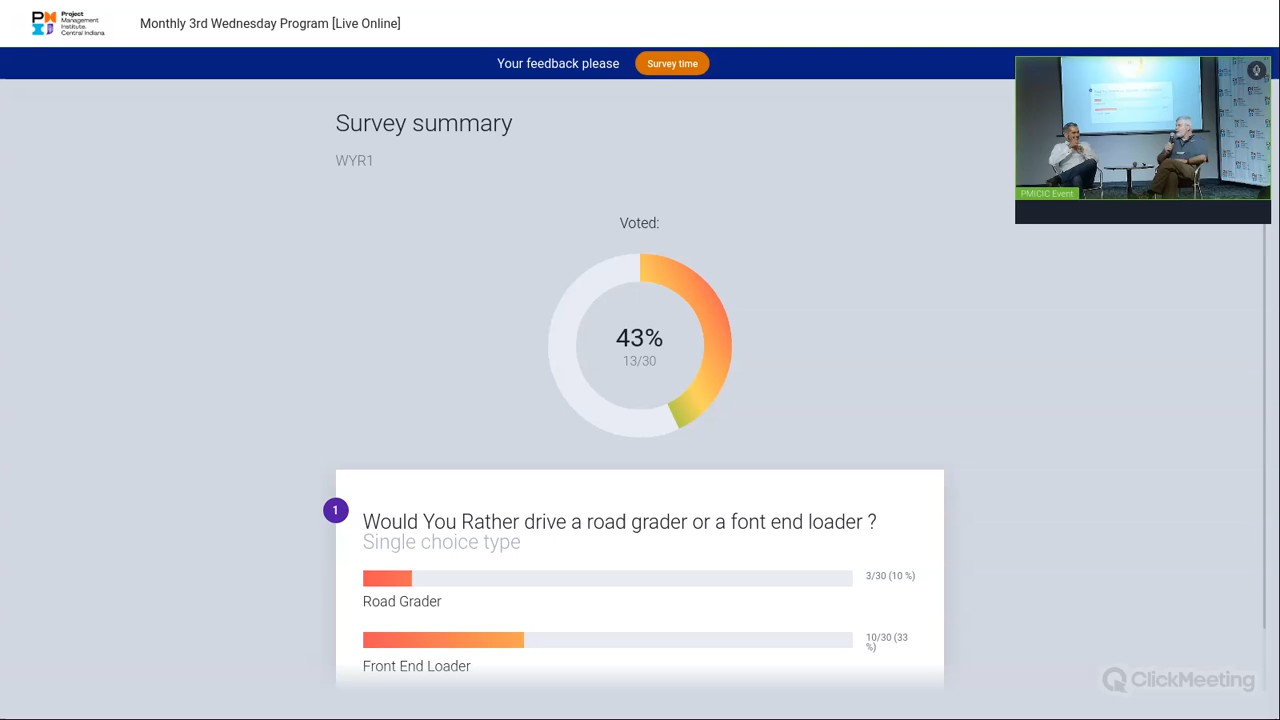 Project
Management
Institute.
Central Indiana
Monthly 3rd Wednesday Program [Live Online]
Your feedback please
Survey time
PMICIC Event
Survey summary
WYR1
Voted:
43%
13/30
1
Would You Rather drive a road grader or a font end loader ?
Single choice type
3/30 (10 %)
Road Grader
10/30 (33
%)
Front End Loader
ClickMeeting